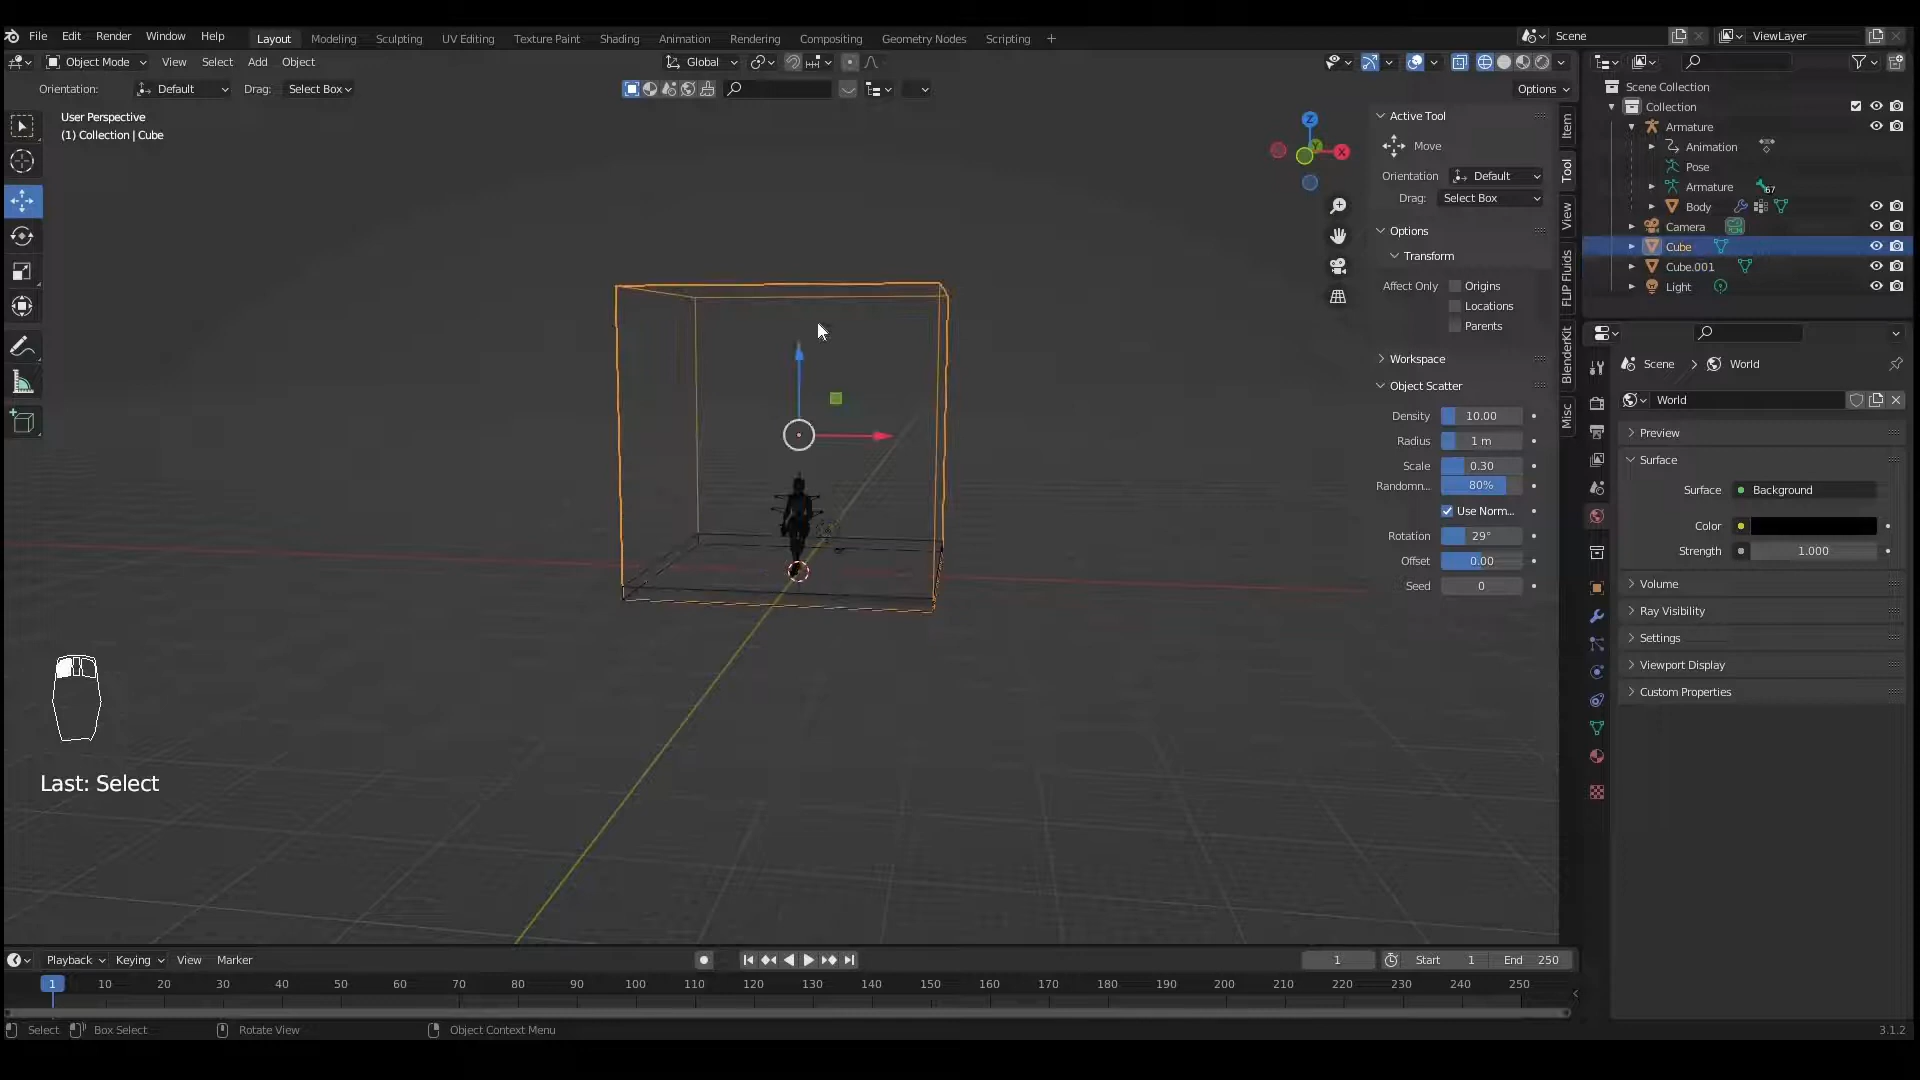 File Edit Render Window Help Layout Modeling Sculpting UV Editing Texture Paint Shading Animation Rendering Compositing Geometry Nodes Scripting + Scene ViewLayer
Object Mode View Select Add Object Global
Orientation: Default Drag: Select Box Options
User Perspective
(1) Collection | Cube
Last: Select
Active Tool
Move
Orientation Default
Drag: Select Box
Options
Transform
Affect Only Origins
Locations
Parents
Workspace
Object Scatter
Density 10.00
Radius 1 m
Scale 0.30
Randomn... 80%
Use Norm...
Rotation 29°
Offset 0.00
Seed 0
Item
Tool
View
FLIP Fluids
BlenderKit
Misc
Scene Collection
Collection
Armature
Animation
Pose
Armature 67
Body
Camera
Cube
Cube.001
Light
Scene > World
World
Preview
Surface
Surface Background
Color
Strength 1.000
Volume
Ray Visibility
Settings
Viewport Display
Custom Properties
Playback Keying View Marker 1 Start 1 End 250
1 10 20 30 40 50 60 70 80 90 100 110 120 130 140 150 160 170 180 190 200 210 220 230 240 250
Select Box Select Rotate View Object Context Menu 3.1.2
X
Z